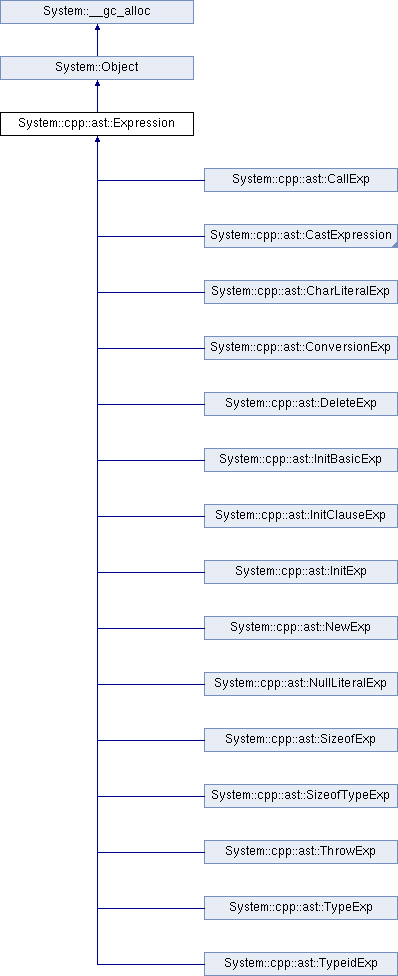 System::__gc_alloc
System::Object
System::cpp::ast::Expression
System::cpp::ast::CallExp
System::cpp::ast::CastExpression
System::cpp::ast::CharLiteralExp
System::cpp::ast::ConversionExp
System::cpp::ast::DeleteExp
System::cpp::ast::InitBasicExp
System::cpp::ast::InitClauseExp
System::cpp::ast::InitExp
System::cpp::ast::NewExp
System::cpp::ast::NullLiteralExp
System::cpp::ast::SizeofExp
System::cpp::ast::SizeofTypeExp
System::cpp::ast::ThrowExp
System::cpp::ast::TypeExp
System::cpp::ast::TypeidExp